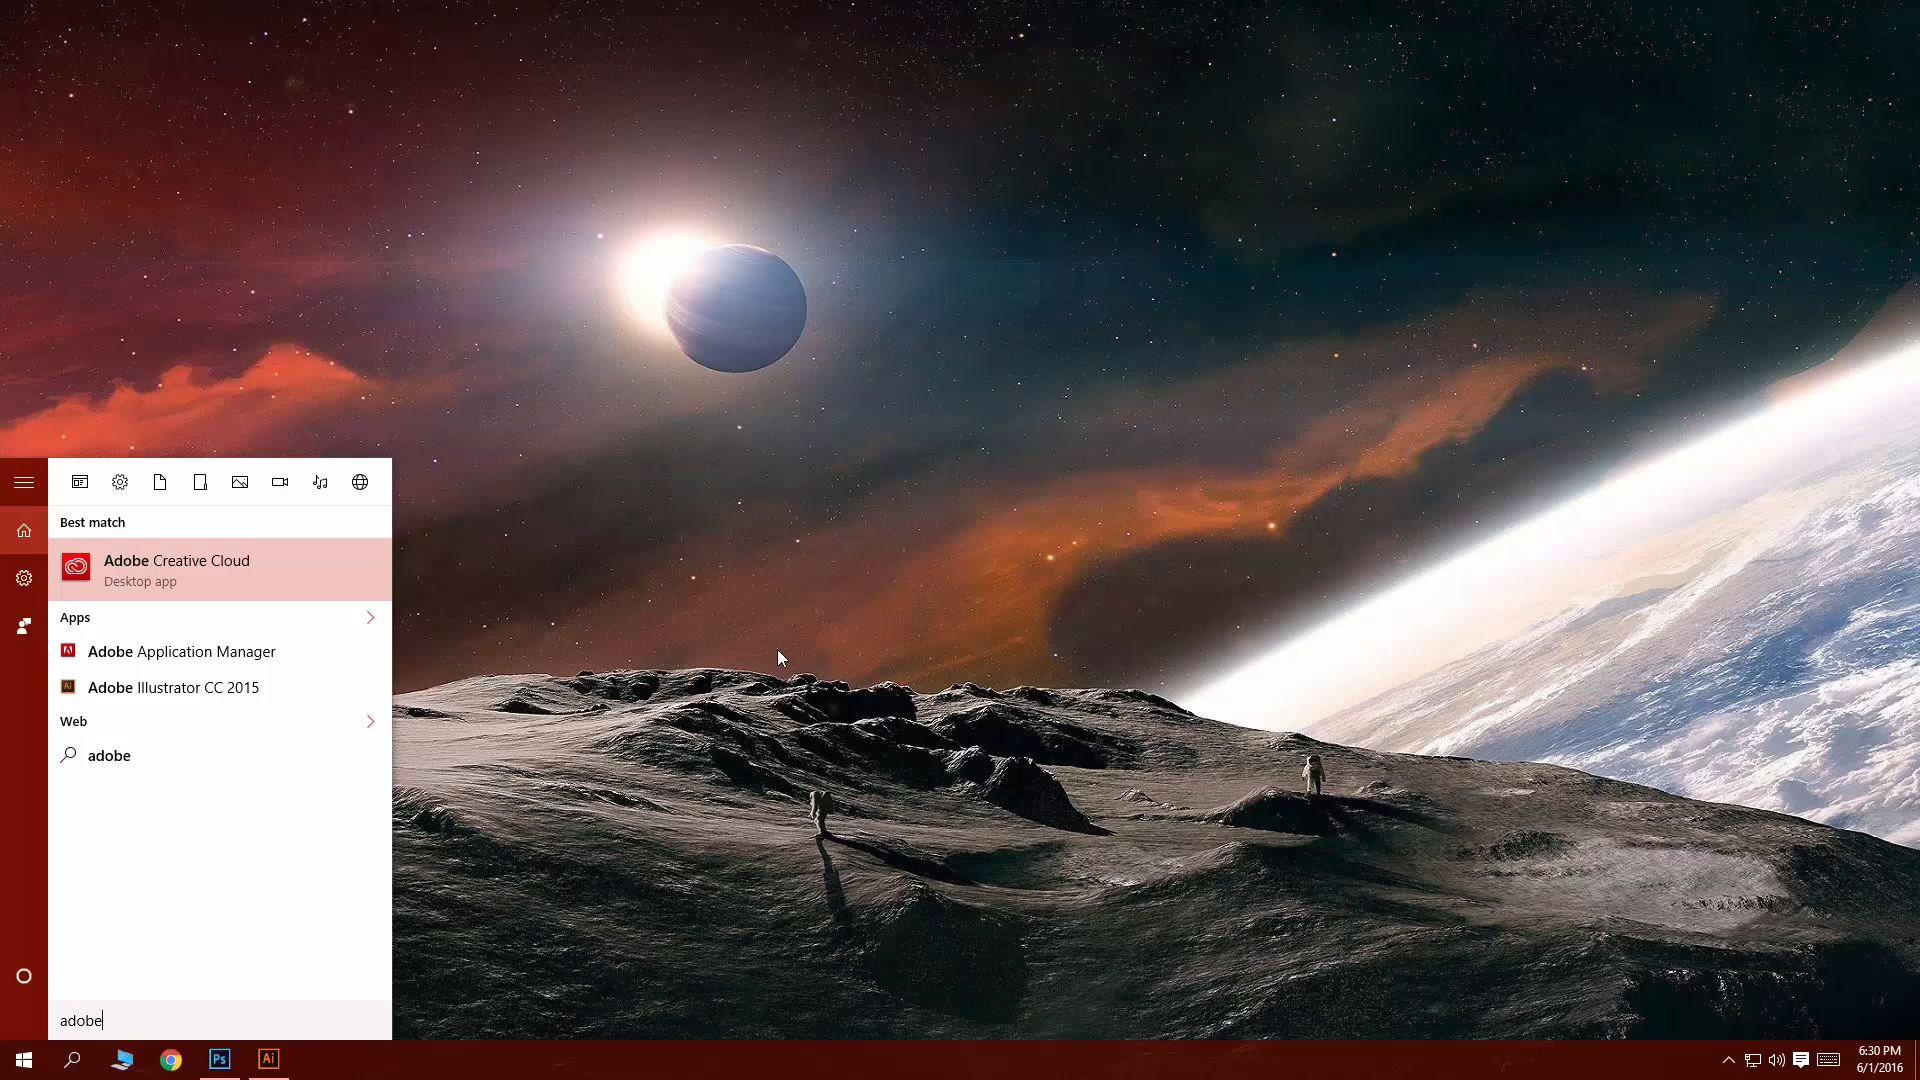 Best match
Adobe Creative Cloud
Desktop app
Apps
Adobe Application Manager
Ai
Adobe Illustrator CC 2015
Web
adobe
adobe
Ps
Ai
6:30 PM
6/1/2016